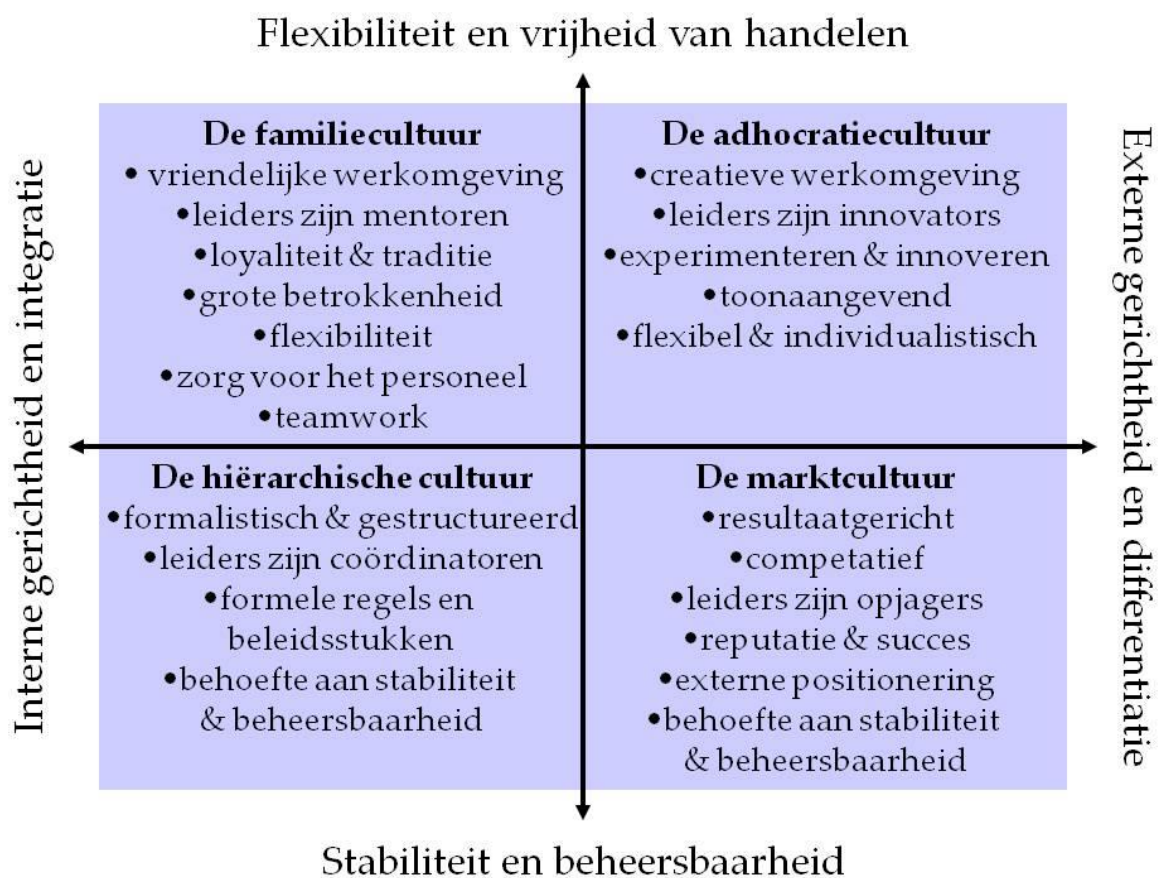 Flexibiliteit en vrijheid van handelen
Interne gerichtheid en integratie
De familiecultuur
• vriendelijke werkomgeving
•leiders zijn mentoren
•loyaliteit & traditie
•grote betrokkenheid
•flexibiliteit
•zorg voor het personeel
•teamwork
De adhocratiecultuur
•creatieve werkomgeving
•leiders zijn innovators
•experimenteren & innoveren
•toonaangevend
•flexibel & individualistisch
De hiërarchische cultuur
•formalistisch & gestructureerd
•leiders zijn coördinatoren
•formele regels en
beleidsstukken
•behoefte aan stabiliteit
& beheersbaarheid
De marktcultuur
•resultaatgericht
•competatief
•leiders zijn opjagers
•reputatie & succes
•externe positionering
•behoefte aan stabiliteit
& beheersbaarheid
Externe gerichtheid en differentiatie
Stabiliteit en beheersbaarheid